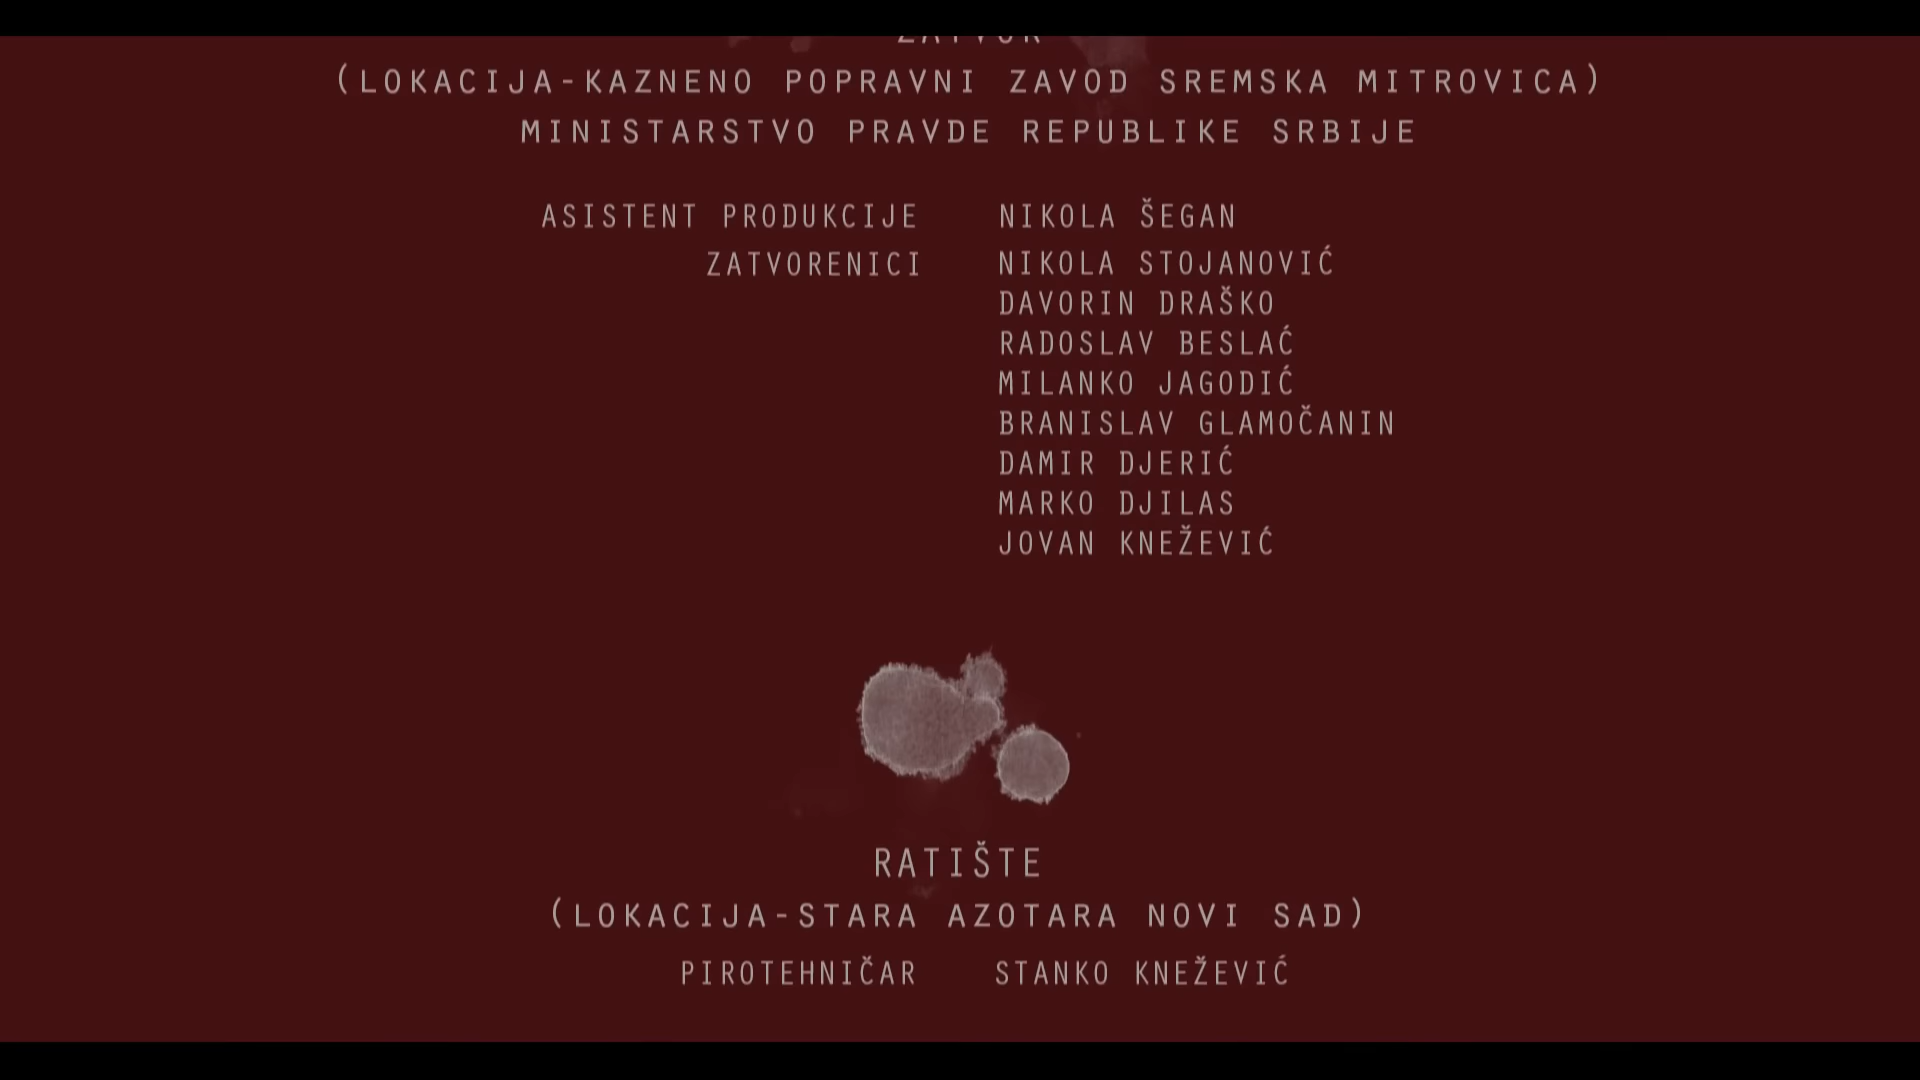 ZATVOR
(LOKACIJA-KAZNENO POPRAVNI ZAVOD SREMSKA MITROVICA)
MINISTARSTVO PRAVDE REPUBLIKE SRBIJE
ASISTENT PRODUKCIJE NIKOLA ŠEGAN
ZATVORENICI NIKOLA STOJANOVIĆ
DAVORIN DRAŠKO
RADOSLAV BESLAĆ
MILANKO JAGODIĆ
BRANISLAV GLAMOČANIN
DAMIR DJERIĆ
MARKO DJILAS
JOVAN KNEŽEVIĆ
RATIŠTE
(LOKACIJA-STARA AZOTARA NOVI SAD)
PIROTEHNIČAR STANKO KNEŽEVIĆ